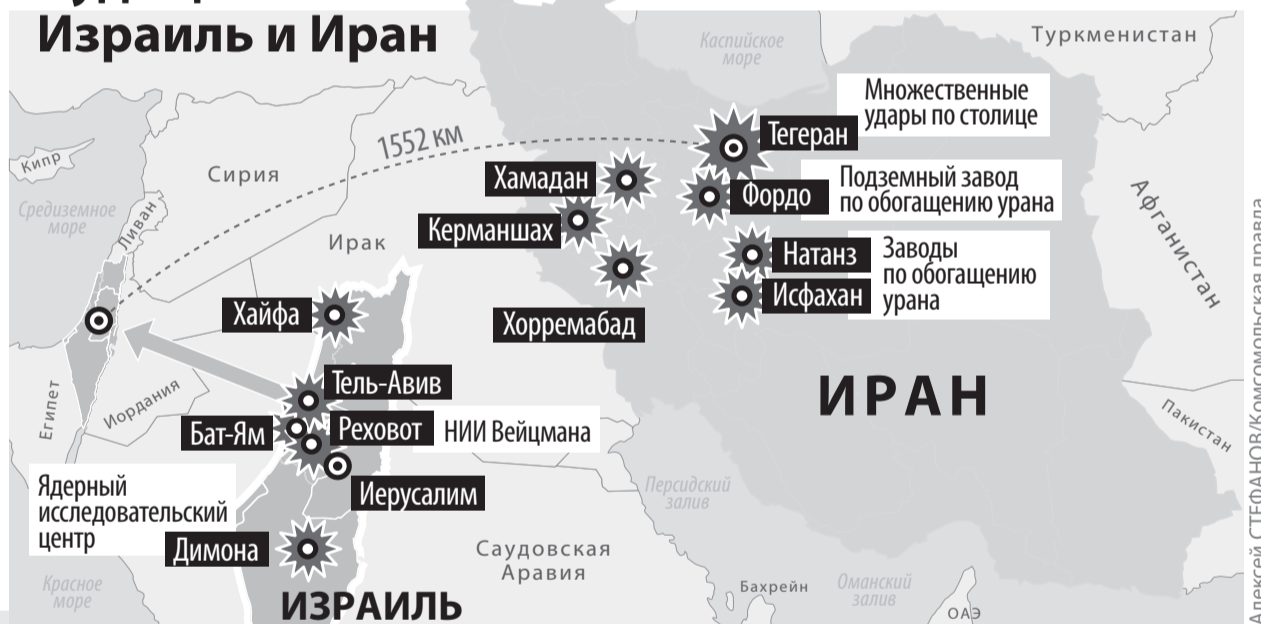 Израиль и Иран
Каспийское
море
Туркменистан
Множественные
удары по столице
Тегеран
1552 км
Кипр
Сирия
Хамадан
Фордо
Подземный завод
по обогащению урана
Афганистан
Средиземное
море
Ливан
Ирак
Керманшах
Натанз
Исфахан
Заводы
по обогащению
урана
Хайфа
Хорремабад
Тель-Авив
ИРАН
Египет
Иордания
Бат-Ям
Реховот
НИИ Вейцмана
Пакистан
Иерусалим
Персидский
залив
Ядерный
исследовательский
центр
Димона
Саудовская
Аравия
Красное
море
ИЗРАИЛЬ
Бахрейн
Оманский
залив
ОАЭ
Алексей СТЕФАНОВ/Комсомольская правда